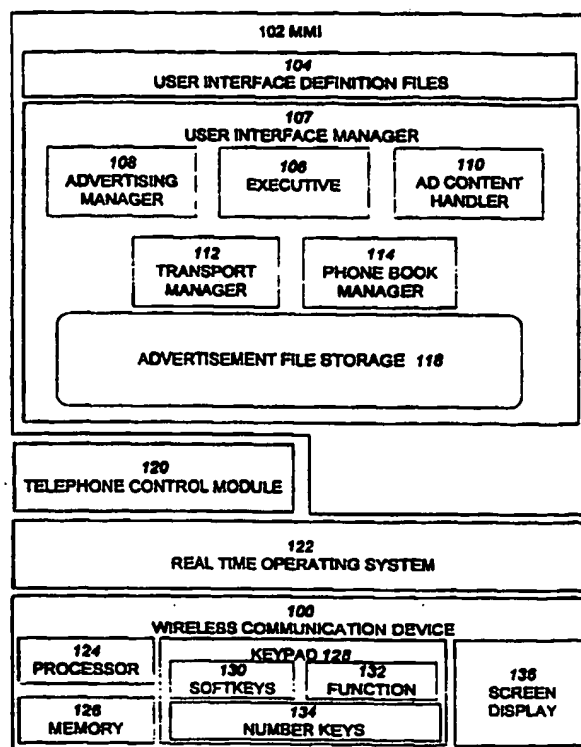 102 MMI
104
USER INTERFACE DEFINITION FILES
107
USER INTERFACE MANAGER
108
ADVERTISING
MANAGER
106
EXECUTIVE
110
AD CONTENT
HANDLER
112
TRANSPORT
MANAGER
114
PHONE BOOK
MANAGER
ADVERTISEMENT FILE STORAGE 118
120
TELEPHONE CONTROL MODULE
122
REAL TIME OPERATING SYSTEM
100
WIRELESS COMMUNICATION DEVICE
124
PROCESSOR
126
MEMORY
KEYPAD 128
130
SOFTKEYS
132
FUNCTION
134
NUMBER KEYS
136
SCREEN
DISPLAY